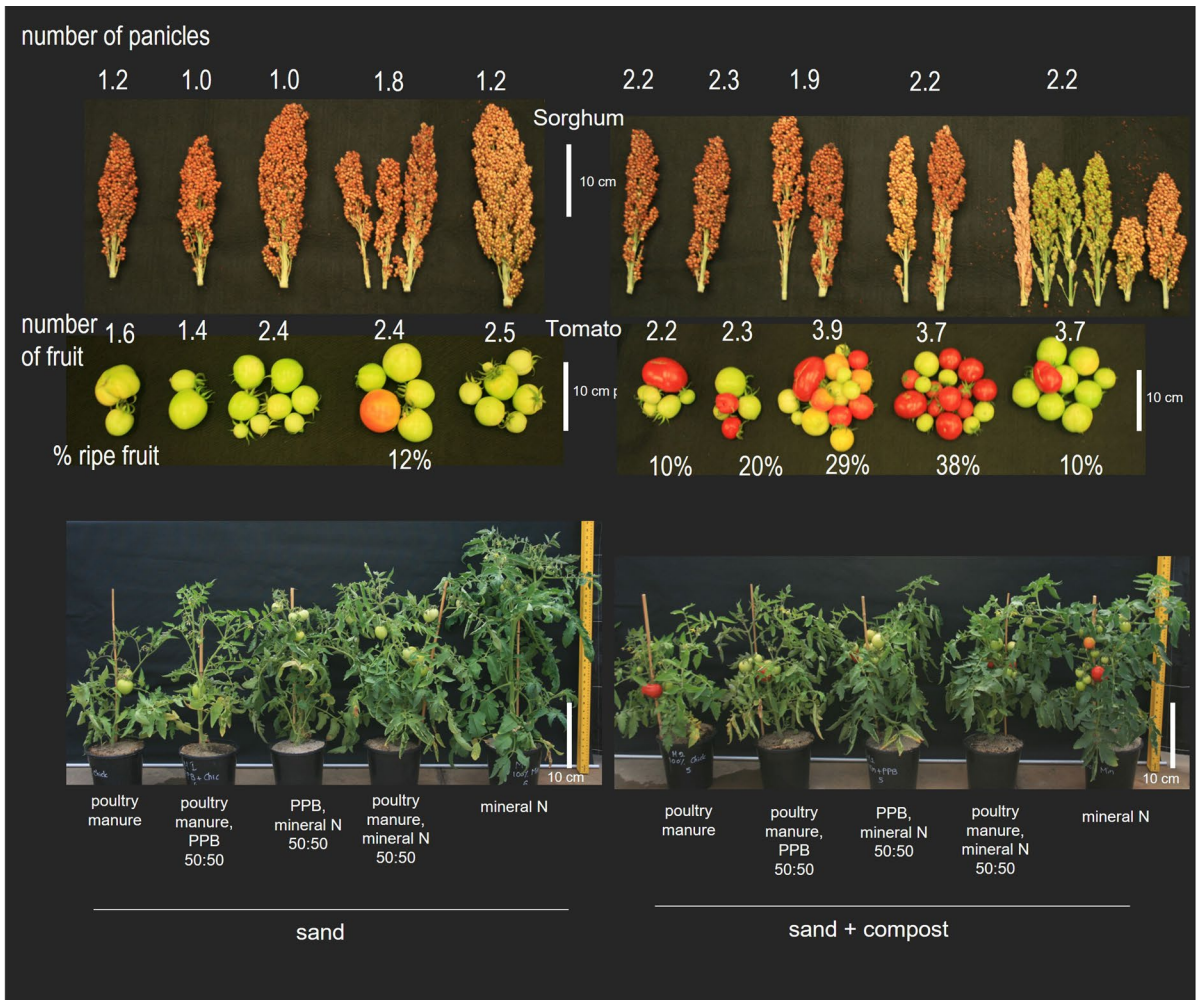 number of panicles
1.2 1.0 1.0 1.8 1.2 2.2 2.3 1.9 2.2 2.2
Sorghum
10 cm
number
of fruit
1.6 1.4 2.4 2.4 2.5 Tomato 2.2 2.3 3.9 3.7 3.7
10 cm p
10 cm
% ripe fruit
12% 10% 20% 29% 38% 10%
10 cm
10 cm
poultry
manure
poultry
manure,
PPB
50:50
PPB,
mineral N
50:50
poultry
manure,
mineral N
50:50
mineral N
poultry
manure
poultry
manure,
PPB
50:50
PPB,
mineral N
50:50
poultry
manure,
mineral N
50:50
mineral N
sand
sand + compost